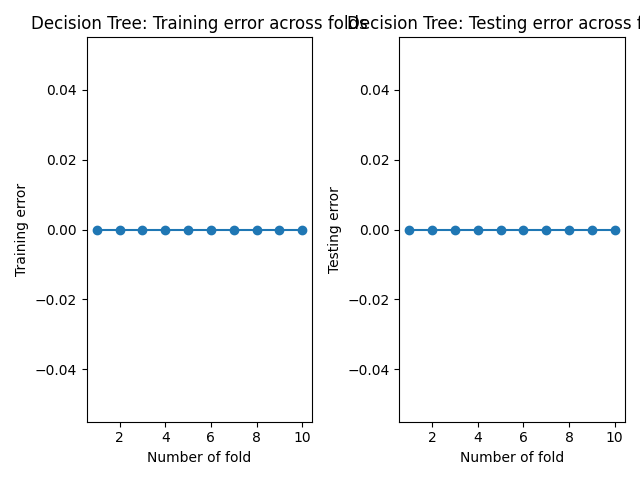 Decision Tree: Training error across folds
Decision Tree: Testing error across f
0.04
0.02
0.00
−0.02
−0.04
Training error
2 4 6 8 10
Number of fold
0.04
0.02
0.00
−0.02
−0.04
Testing error
2 4 6 8 10
Number of fold